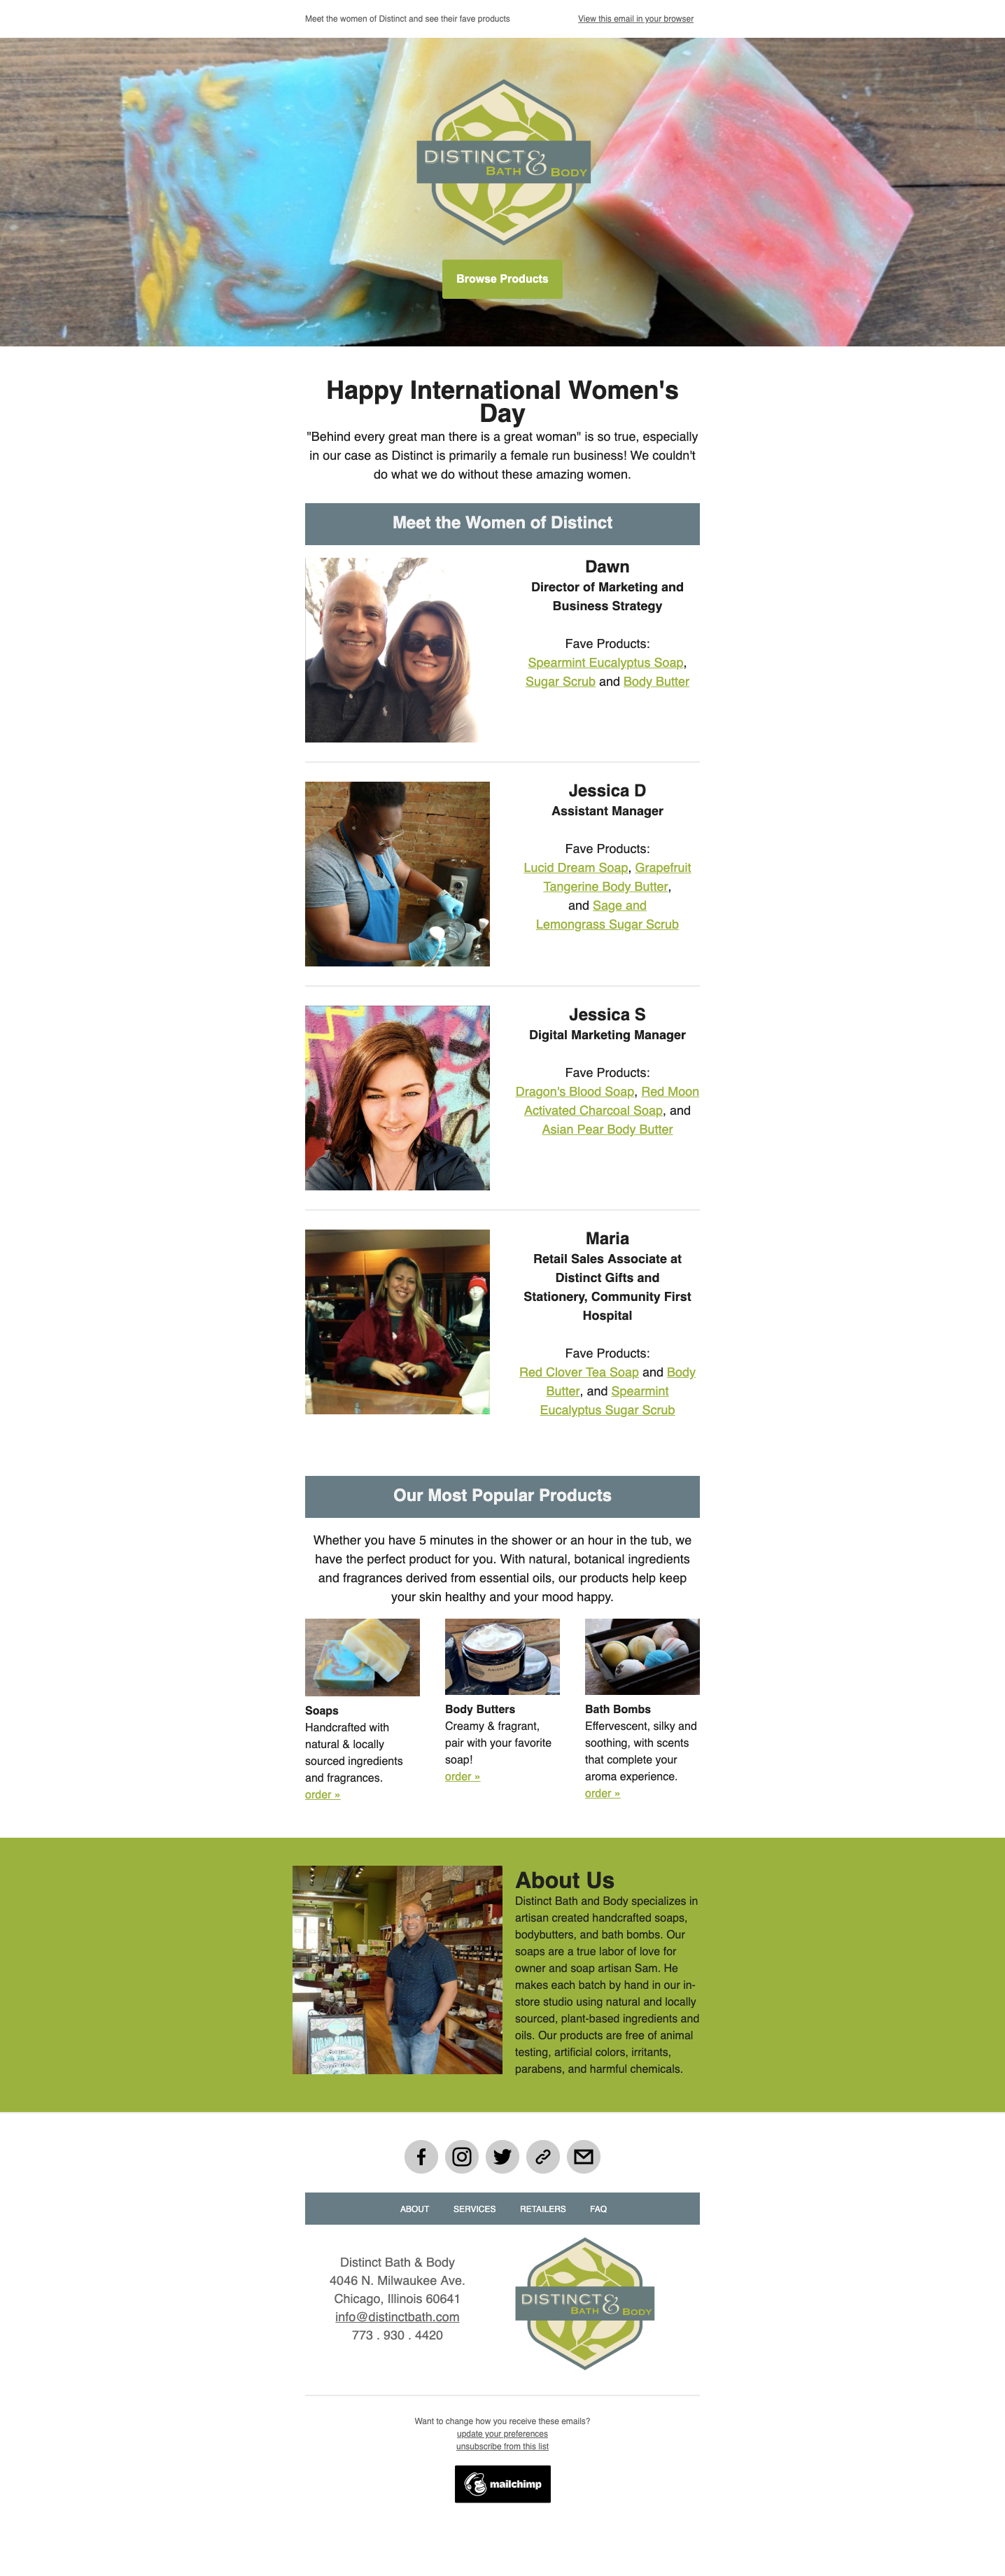 Meet the women of Distinct and see their fave products
View this email in your browser
DISTINCT &
BATH BODY
Browse Products
Happy International Women's
Day
"Behind every great man there is a great woman" is so true, especially
in our case as Distinct is primarily a female run business! We couldn't
do what we do without these amazing women.
Meet the Women of Distinct
Dawn
Director of Marketing and
Business Strategy
Fave Products:
Spearmint Eucalyptus Soap,
Sugar Scrub and Body Butter
Jessica D
Assistant Manager
Fave Products:
Lucid Dream Soap, Grapefruit
Tangerine Body Butter,
and Sage and
Lemongrass Sugar Scrub
Jessica S
Digital Marketing Manager
Fave Products:
Dragon's Blood Soap, Red Moon
Activated Charcoal Soap, and
Asian Pear Body Butter
Maria
Retail Sales Associate at
Distinct Gifts and
Stationery, Community First
Hospital
Fave Products:
Red Clover Tea Soap and Body
Butter, and Spearmint
Eucalyptus Sugar Scrub
Our Most Popular Products
Whether you have 5 minutes in the shower or an hour in the tub, we
have the perfect product for you. With natural, botanical ingredients
and fragrances derived from essential oils, our products help keep
your skin healthy and your mood happy.
Soaps
Handcrafted with
natural & locally
sourced ingredients
and fragrances.
order »
Body Butters
Creamy & fragrant,
pair with your favorite
soap!
order »
Bath Bombs
Effervescent, silky and
soothing, with scents
that complete your
aroma experience.
order »
About Us
Distinct Bath and Body specializes in
artisan created handcrafted soaps,
bodybutters, and bath bombs. Our
soaps are a true labor of love for
owner and soap artisan Sam. He
makes each batch by hand in our in-
store studio using natural and locally
sourced, plant-based ingredients and
oils. Our products are free of animal
testing, artificial colors, irritants,
parabens, and harmful chemicals.
ABOUT SERVICES RETAILERS FAQ
Distinct Bath & Body
4046 N. Milwaukee Ave.
Chicago, Illinois 60641
info@distinctbath.com
773 . 930 . 4420
DISTINCT &
BATH BODY
Want to change how you receive these emails?
update your preferences
unsubscribe from this list
mailchimp